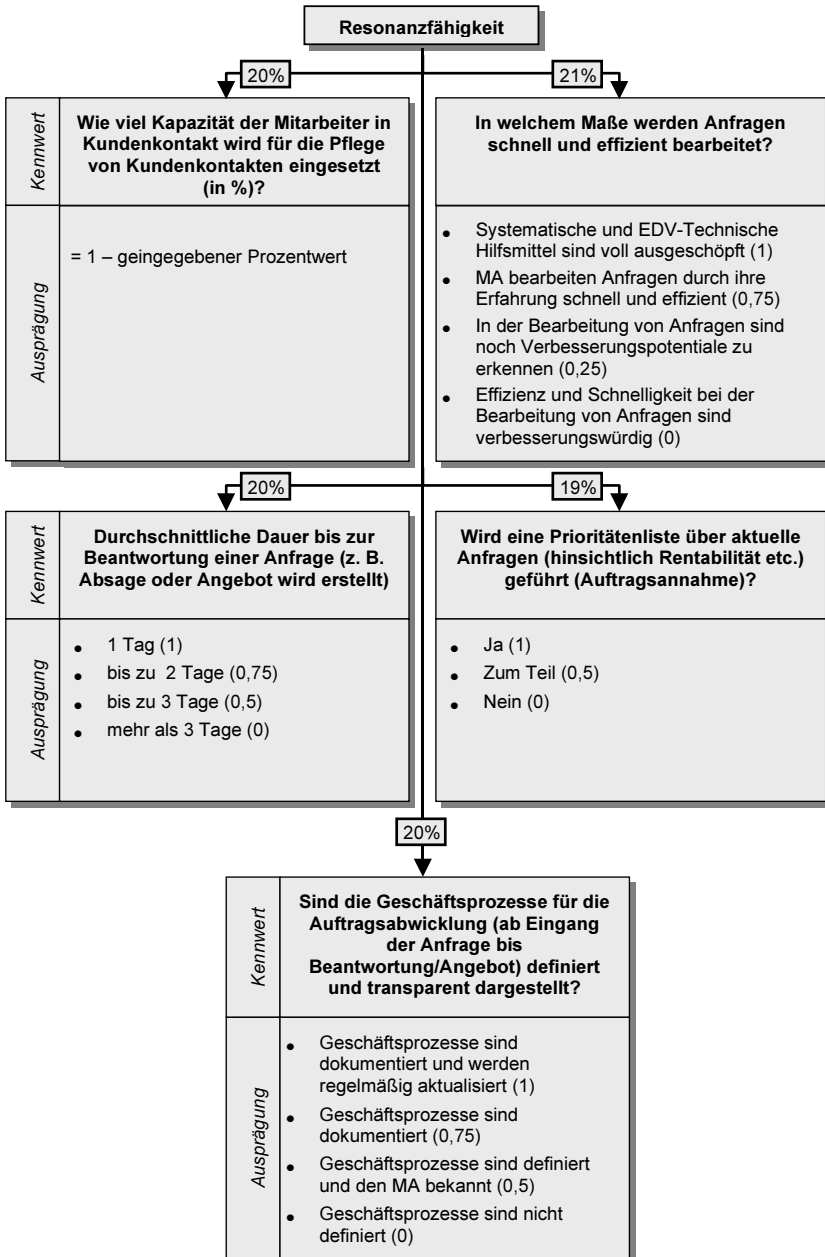 Resonanzfähigkeit
20%
21%
Kennwert
Wie viel Kapazität der Mitarbeiter in
Kundenkontakt wird für die Pflege
von Kundenkontakten eingesetzt
(in %)?
Ausprägung
= 1 – geingegebener Prozentwert
In welchem Maße werden Anfragen
schnell und effizient bearbeitet?
• Systematische und EDV-Technische
Hilfsmittel sind voll ausgeschöpft (1)
• MA bearbeiten Anfragen durch ihre
Erfahrung schnell und effizient (0,75)
• In der Bearbeitung von Anfragen sind
noch Verbesserungspotentiale zu
erkennen (0,25)
• Effizienz und Schnelligkeit bei der
Bearbeitung von Anfragen sind
verbesserungswürdig (0)
20%
19%
Kennwert
Durchschnittliche Dauer bis zur
Beantwortung einer Anfrage (z. B.
Absage oder Angebot wird erstellt)
Ausprägung
• 1 Tag (1)
• bis zu 2 Tage (0,75)
• bis zu 3 Tage (0,5)
• mehr als 3 Tage (0)
Wird eine Prioritätenliste über aktuelle
Anfragen (hinsichtlich Rentabilität etc.)
geführt (Auftragsannahme)?
• Ja (1)
• Zum Teil (0,5)
• Nein (0)
20%
Kennwert
Sind die Geschäftsprozesse für die
Auftragsabwicklung (ab Eingang
der Anfrage bis
Beantwortung/Angebot) definiert
und transparent dargestellt?
Ausprägung
• Geschäftsprozesse sind
dokumentiert und werden
regelmäßig aktualisiert (1)
• Geschäftsprozesse sind
dokumentiert (0,75)
• Geschäftsprozesse sind definiert
und den MA bekannt (0,5)
• Geschäftsprozesse sind nicht
definiert (0)